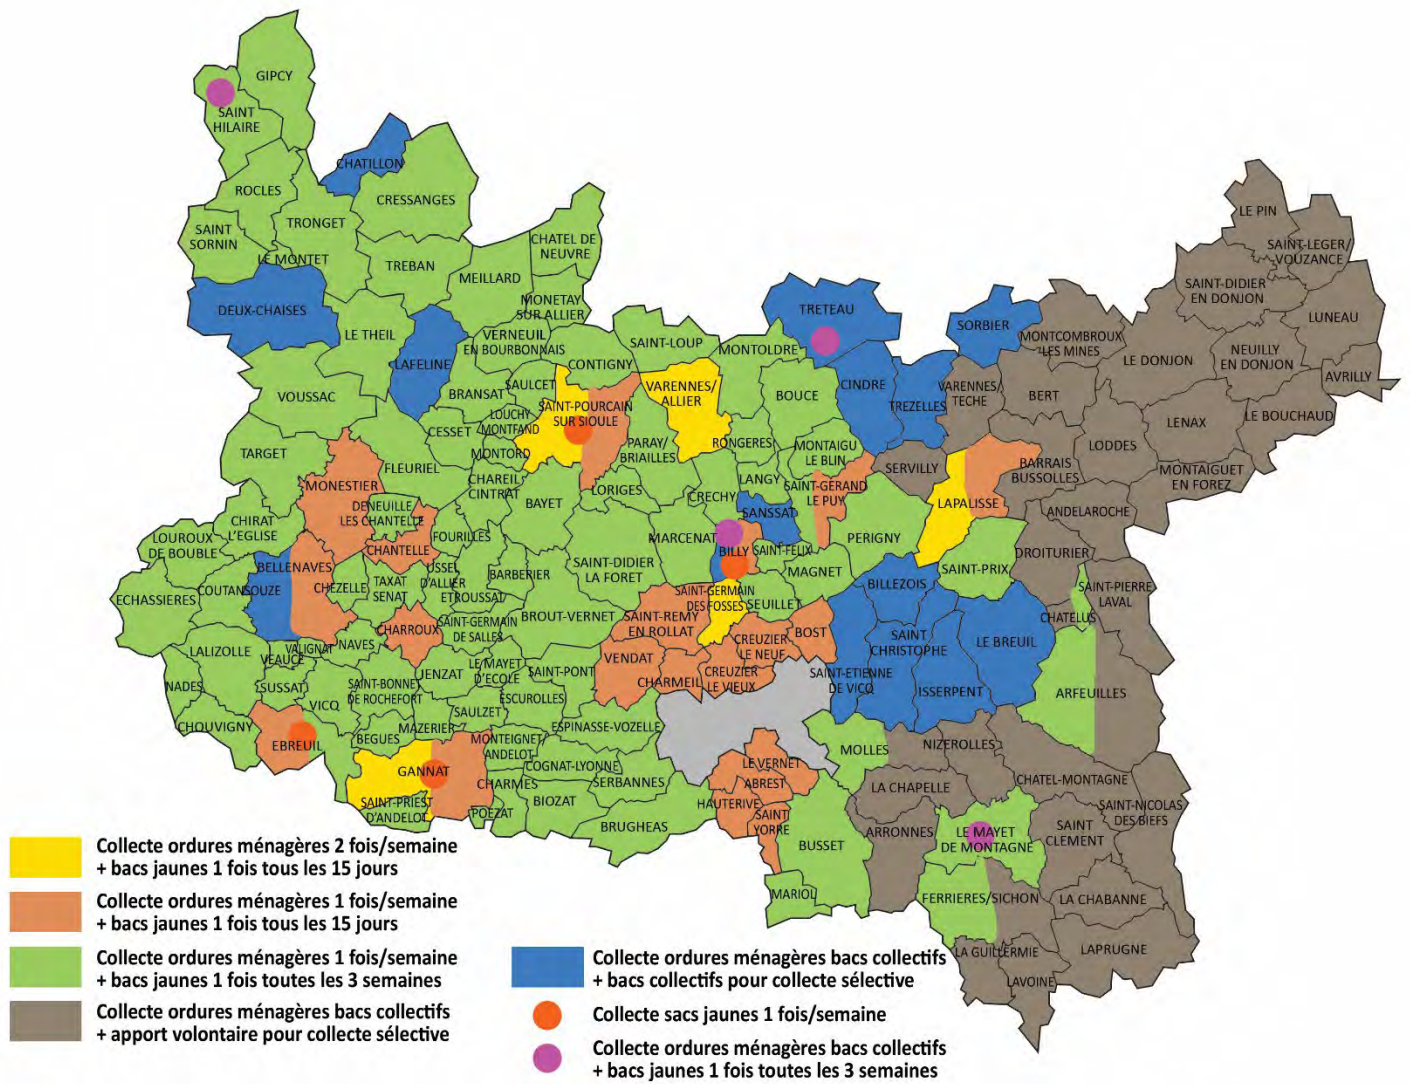 GIPCY
SAINT
HILAIRE
CHATILLON
ROCLES
CRESSANGES
TRONGET
SAINT
SORNIN
LE MONTET
TREBAN
CHATEL DE
NEUVRE
MEILLARD
MONETAY
SUR ALLIER
DEUX-CHAISES
LE THEIL
VERNEUIL
EN BOURBONNAIS
LAFELINE
CONTIGNY
SAINT-LOUP
MONTOLDRE
TRETEAU
SORBIER
LE PIN
SAINT-LEGER/
VOUZANCE
SAINT-DIDIER
EN DONJON
LUNEAU
MONTCOMBROUX
LES MINES
LE DONJON
NEUILLY
EN DONJON
AVRILLY
VOUSSAC
BRANSAT
SAULCET
SAINT-POURCAIN
SUR SIOULE
VARENNES/
ALLIER
BOUCE
CINDRE
TREZELLES
VARENNES/
TECHE
BERT
LENAX
LE BOUCHAUD
LOUCHY
MONTFAND
CESSET
MONTORD
PARAY/
BRIAILLES
RONGERES
MONTAIGU
LE BLIN
SERVILLY
LODDES
BARRAIS
BUSSOLLES
MONTAIGUET
EN FOREZ
TARGET
FLEURIEL
MONESTIER
CHAREIL
CINTRAT
LORIGES
CRECHY
LANGY
SAINT-GERAND
LE PUY
LAPALISSE
ANDELAROCHE
DENEUILLE
LES CHANTELLE
BAYET
SANSSAT
CHIRAT
L'EGLISE
LOUROUX
DE BOUBLE
FOURILLES
MARCENAT
PERIGNY
DROITURIER
CHANTELLE
BILLY
SAINT-FELIX
BELLENAVES
USSEL
D'ALLIER
BARBERIER
SAINT-DIDIER
LA FORET
MAGNET
BILLEZOIS
SAINT-PRIX
SAINT-PIERRE
LAVAL
ECHASSIERES
COUTANSOUZE
CHEZELLE
TAXAT
SENAT
ETROUSSAT
SAINT-GERMAIN
DES FOSSES
SEUILLET
CHATELUS
BROUT-VERNET
SAINT-REMY
EN ROLLAT
CHARROUX
SAINT-GERMAIN
DE SALLES
CREUZIER
LE NEUF
BOST
SAINT
CHRISTOPHE
LE BREUIL
LALIZOLLE
VALIGNAT
NAVES
VEAUCE
VENDAT
CHARMEIL
CREUZIER
LE VIEUX
SAINT-ETIENNE
DE VICQ
ISSERPENT
ARFEUILLES
NADES
SUSSAT
SAINT-BONNET
DE ROCHEFORT
JENZAT
LE MAYET
D'ECOLE
SAINT-PONT
ESCUROLLES
VICQ
CHOUVIGNY
SAULZET
MAZERIER
ESPINASSE-VOZELLE
EBREUIL
BEGUES
MONTEIGNET/
ANDELOT
MOLLES
NIZEROLLES
GANNAT
COGNAT-LYONNE
LE VERNET
CHARMES
SERBANNES
ABREST
LA CHAPELLE
CHATEL-MONTAGNE
SAINT-PRIEST
D'ANDELOT
POEZAT
BIOZAT
HAUTERIVE
SAINT
YORRE
SAINT-NICOLAS
DES BIEFS
BRUGHEAS
ARRONNES
LE MAYET
DE MONTAGNE
SAINT
CLEMENT
BUSSET
MARIOL
FERRIERES/SICHON
LA CHABANNE
LA GUILLERMIE
LAPRUGNE
LAVOINE
Collecte ordures ménagères 2 fois/semaine
+ bacs jaunes 1 fois tous les 15 jours
Collecte ordures ménagères 1 fois/semaine
+ bacs jaunes 1 fois tous les 15 jours
Collecte ordures ménagères 1 fois/semaine
+ bacs jaunes 1 fois toutes les 3 semaines
Collecte ordures ménagères bacs collectifs
+ apport volontaire pour collecte sélective
Collecte ordures ménagères bacs collectifs
+ bacs collectifs pour collecte sélective
Collecte sacs jaunes 1 fois/semaine
Collecte ordures ménagères bacs collectifs
+ bacs jaunes 1 fois toutes les 3 semaines